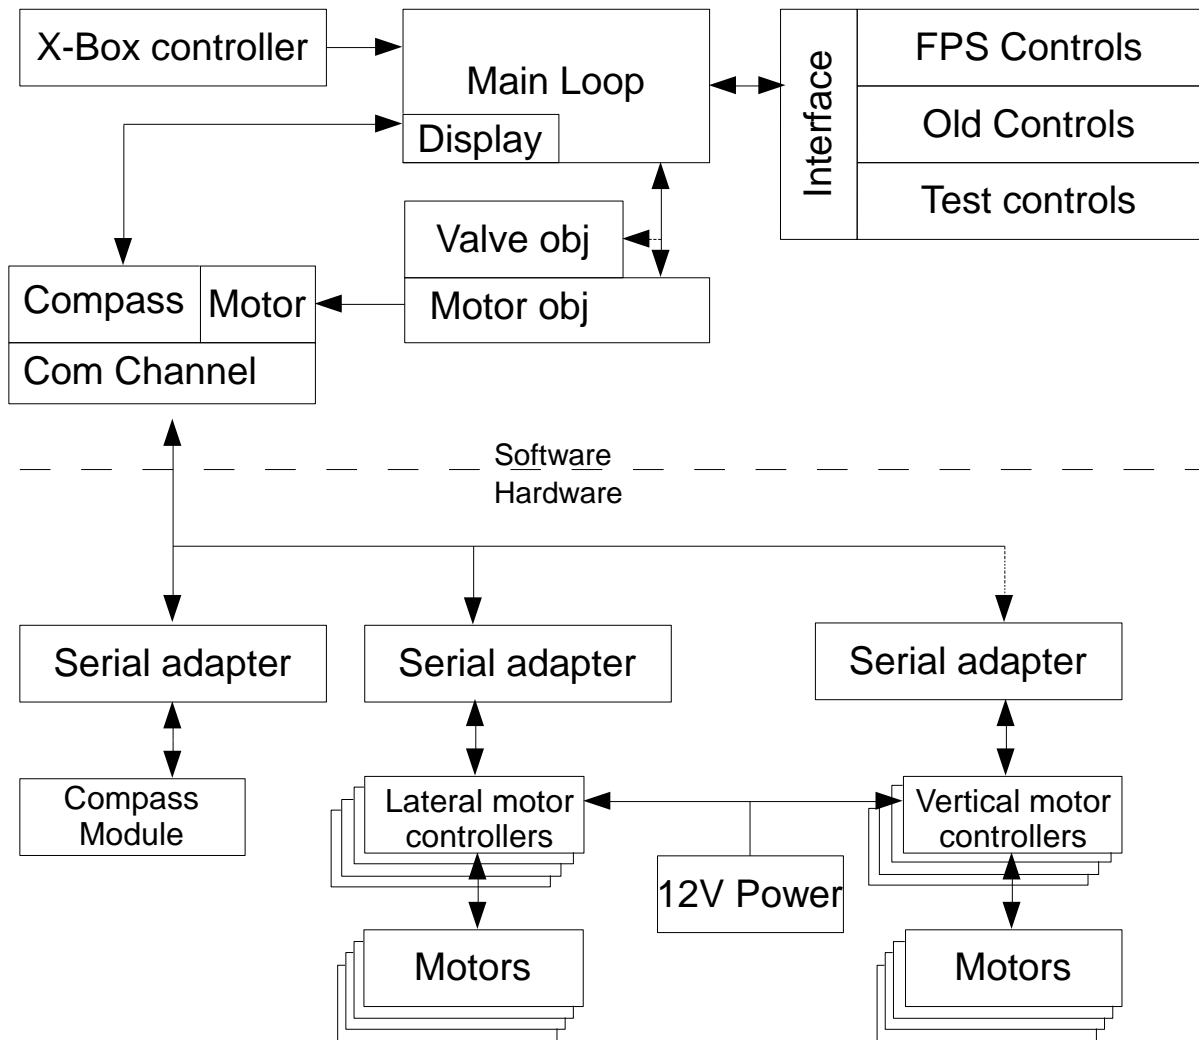 X-Box controller
Main Loop
Display
Interface
FPS Controls
Old Controls
Test controls
Valve obj
Motor obj
Compass
Motor
Com Channel
Software
Hardware
Serial adapter
Serial adapter
Serial adapter
Compass
Module
Lateral motor
controllers
Vertical motor
controllers
12V Power
Motors
Motors